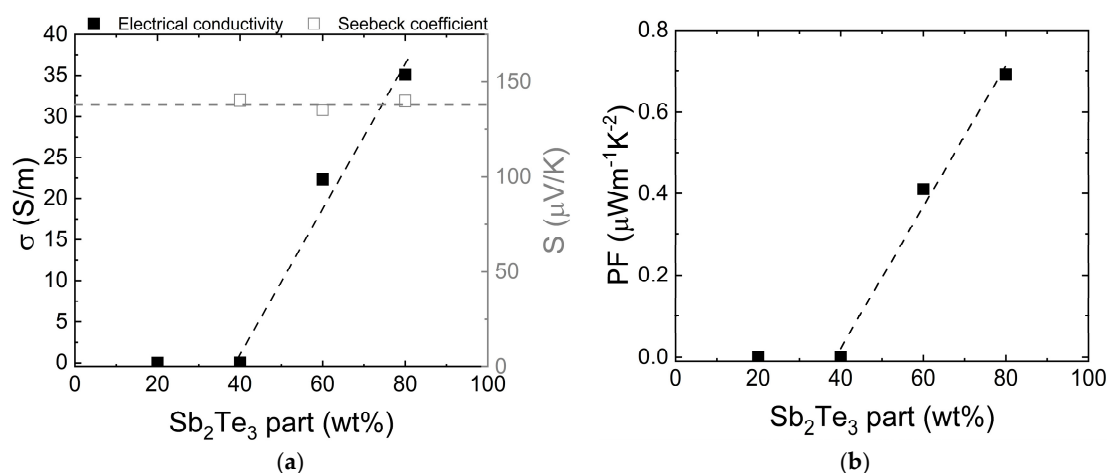 Electrical conductivity
Seebeck coefficient
40
35
30
25
20
15
10
5
0
σ (S/m)
150
100
50
0
S (μV/K)
0 20 40 60 80 100
Sb₂Te₃ part (wt%)
(a)
0.8
0.6
0.4
0.2
0.0
PF (μWm⁻¹K⁻²)
0 20 40 60 80 100
Sb₂Te₃ part (wt%)
(b)